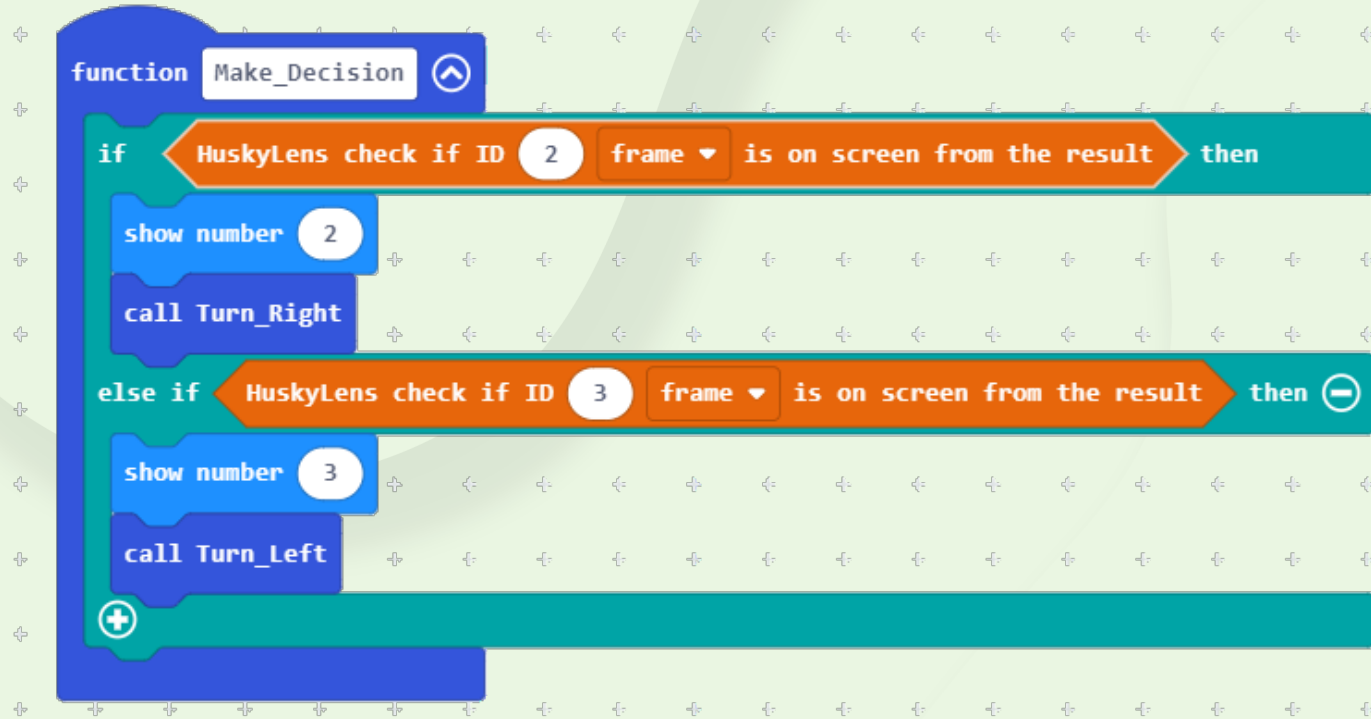 function Make_Decision
if HuskyLens check if ID 2 frame is on screen from the result then
show number 2
call Turn_Right
else if HuskyLens check if ID 3 frame is on screen from the result then
show number 3
call Turn_Left